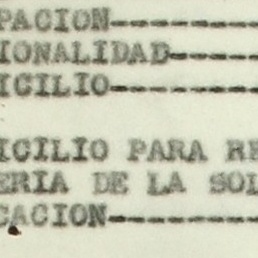 PACION-----------
IONALIDAD--------
ICILIO-----------
ICILIO PARA RE
ERIA DE LA SOL
CACION-----------